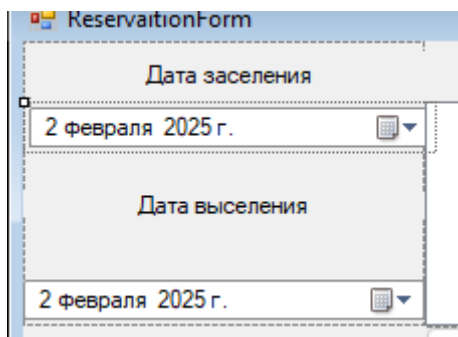 ReservaitionForm
Дата заселения
2 февраля 2025 г.
Дата выселения
2 февраля 2025 г.